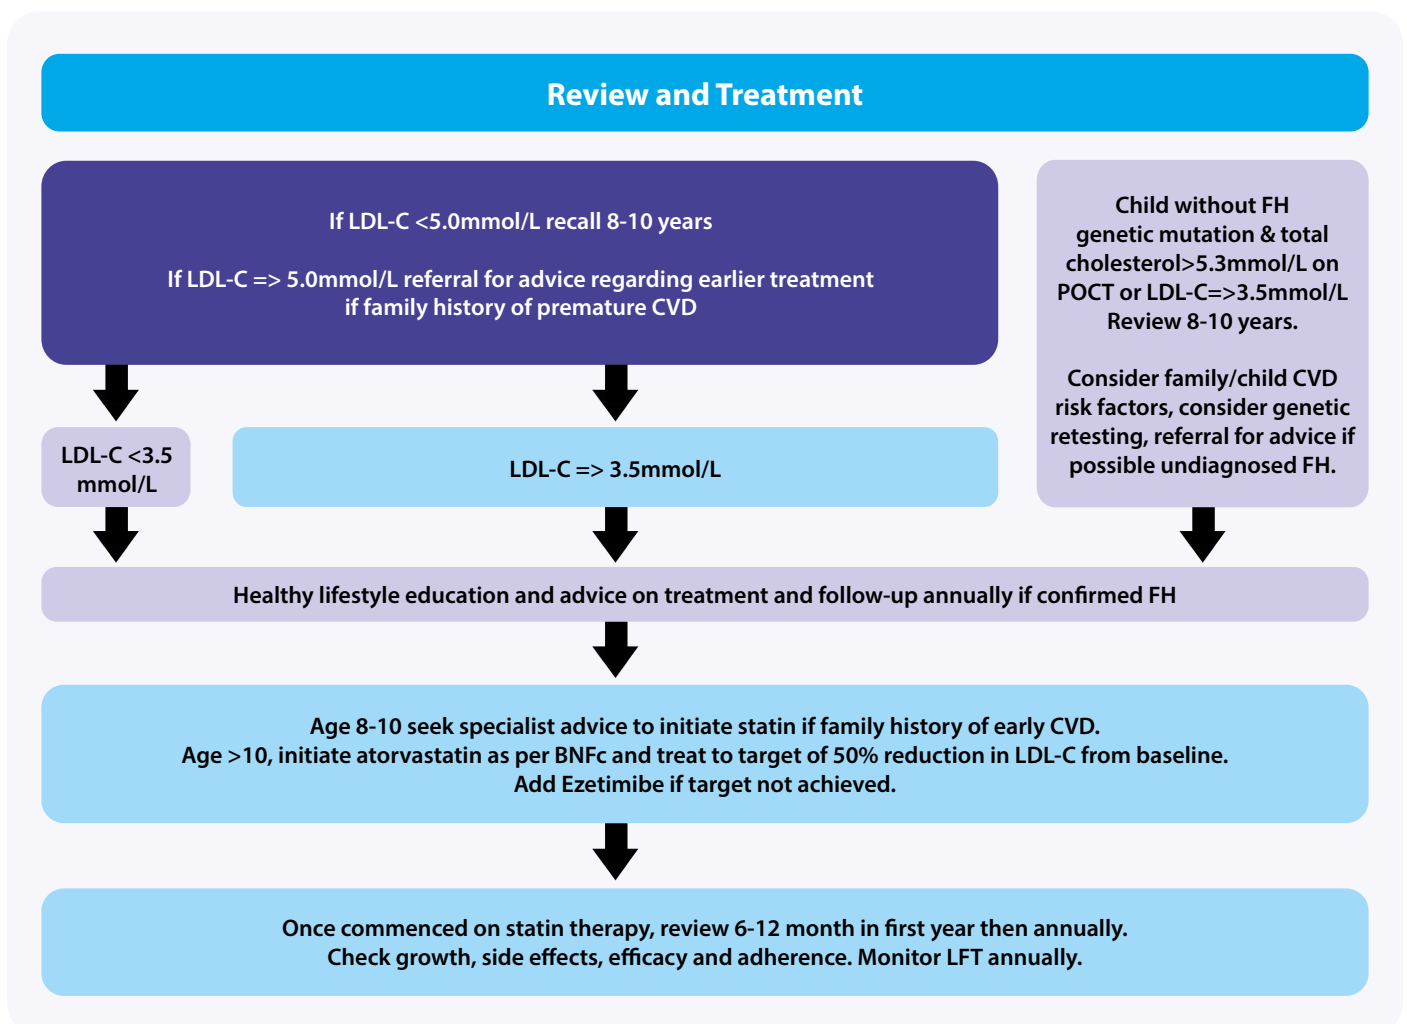 Review and Treatment
If LDL-C <5.0mmol/L recall 8-10 years
If LDL-C => 5.0mmol/L referral for advice regarding earlier treatment
if family history of premature CVD
Child without FH
genetic mutation & total
cholesterol>5.3mmol/L on
POCT or LDL-C=>3.5mmol/L
Review 8-10 years.
Consider family/child CVD
risk factors, consider genetic
retesting, referral for advice if
possible undiagnosed FH.
LDL-C <3.5
mmol/L
LDL-C => 3.5mmol/L
Healthy lifestyle education and advice on treatment and follow-up annually if confirmed FH
Age 8-10 seek specialist advice to initiate statin if family history of early CVD.
Age >10, initiate atorvastatin as per BNFc and treat to target of 50% reduction in LDL-C from baseline.
Add Ezetimibe if target not achieved.
Once commenced on statin therapy, review 6-12 month in first year then annually.
Check growth, side effects, efficacy and adherence. Monitor LFT annually.